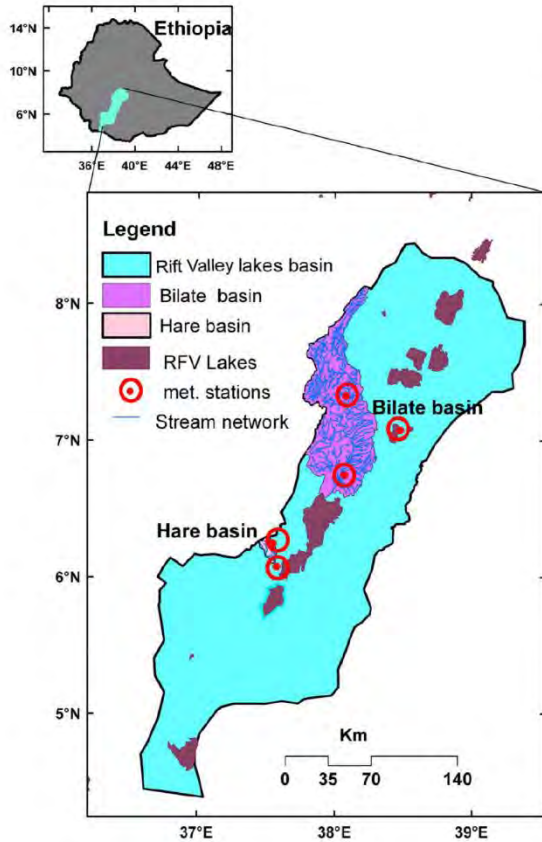 Ethiopia
14°N
10°N
6°N
36°E 40°E 44°E 48°E
Legend
Rift Valley lakes basin
Bilate basin
Hare basin
RFV Lakes
met. stations
Stream network
8°N
Bilate basin
7°N
Hare basin
6°N
5°N
Km
0 35 70 140
37°E 38°E 39°E